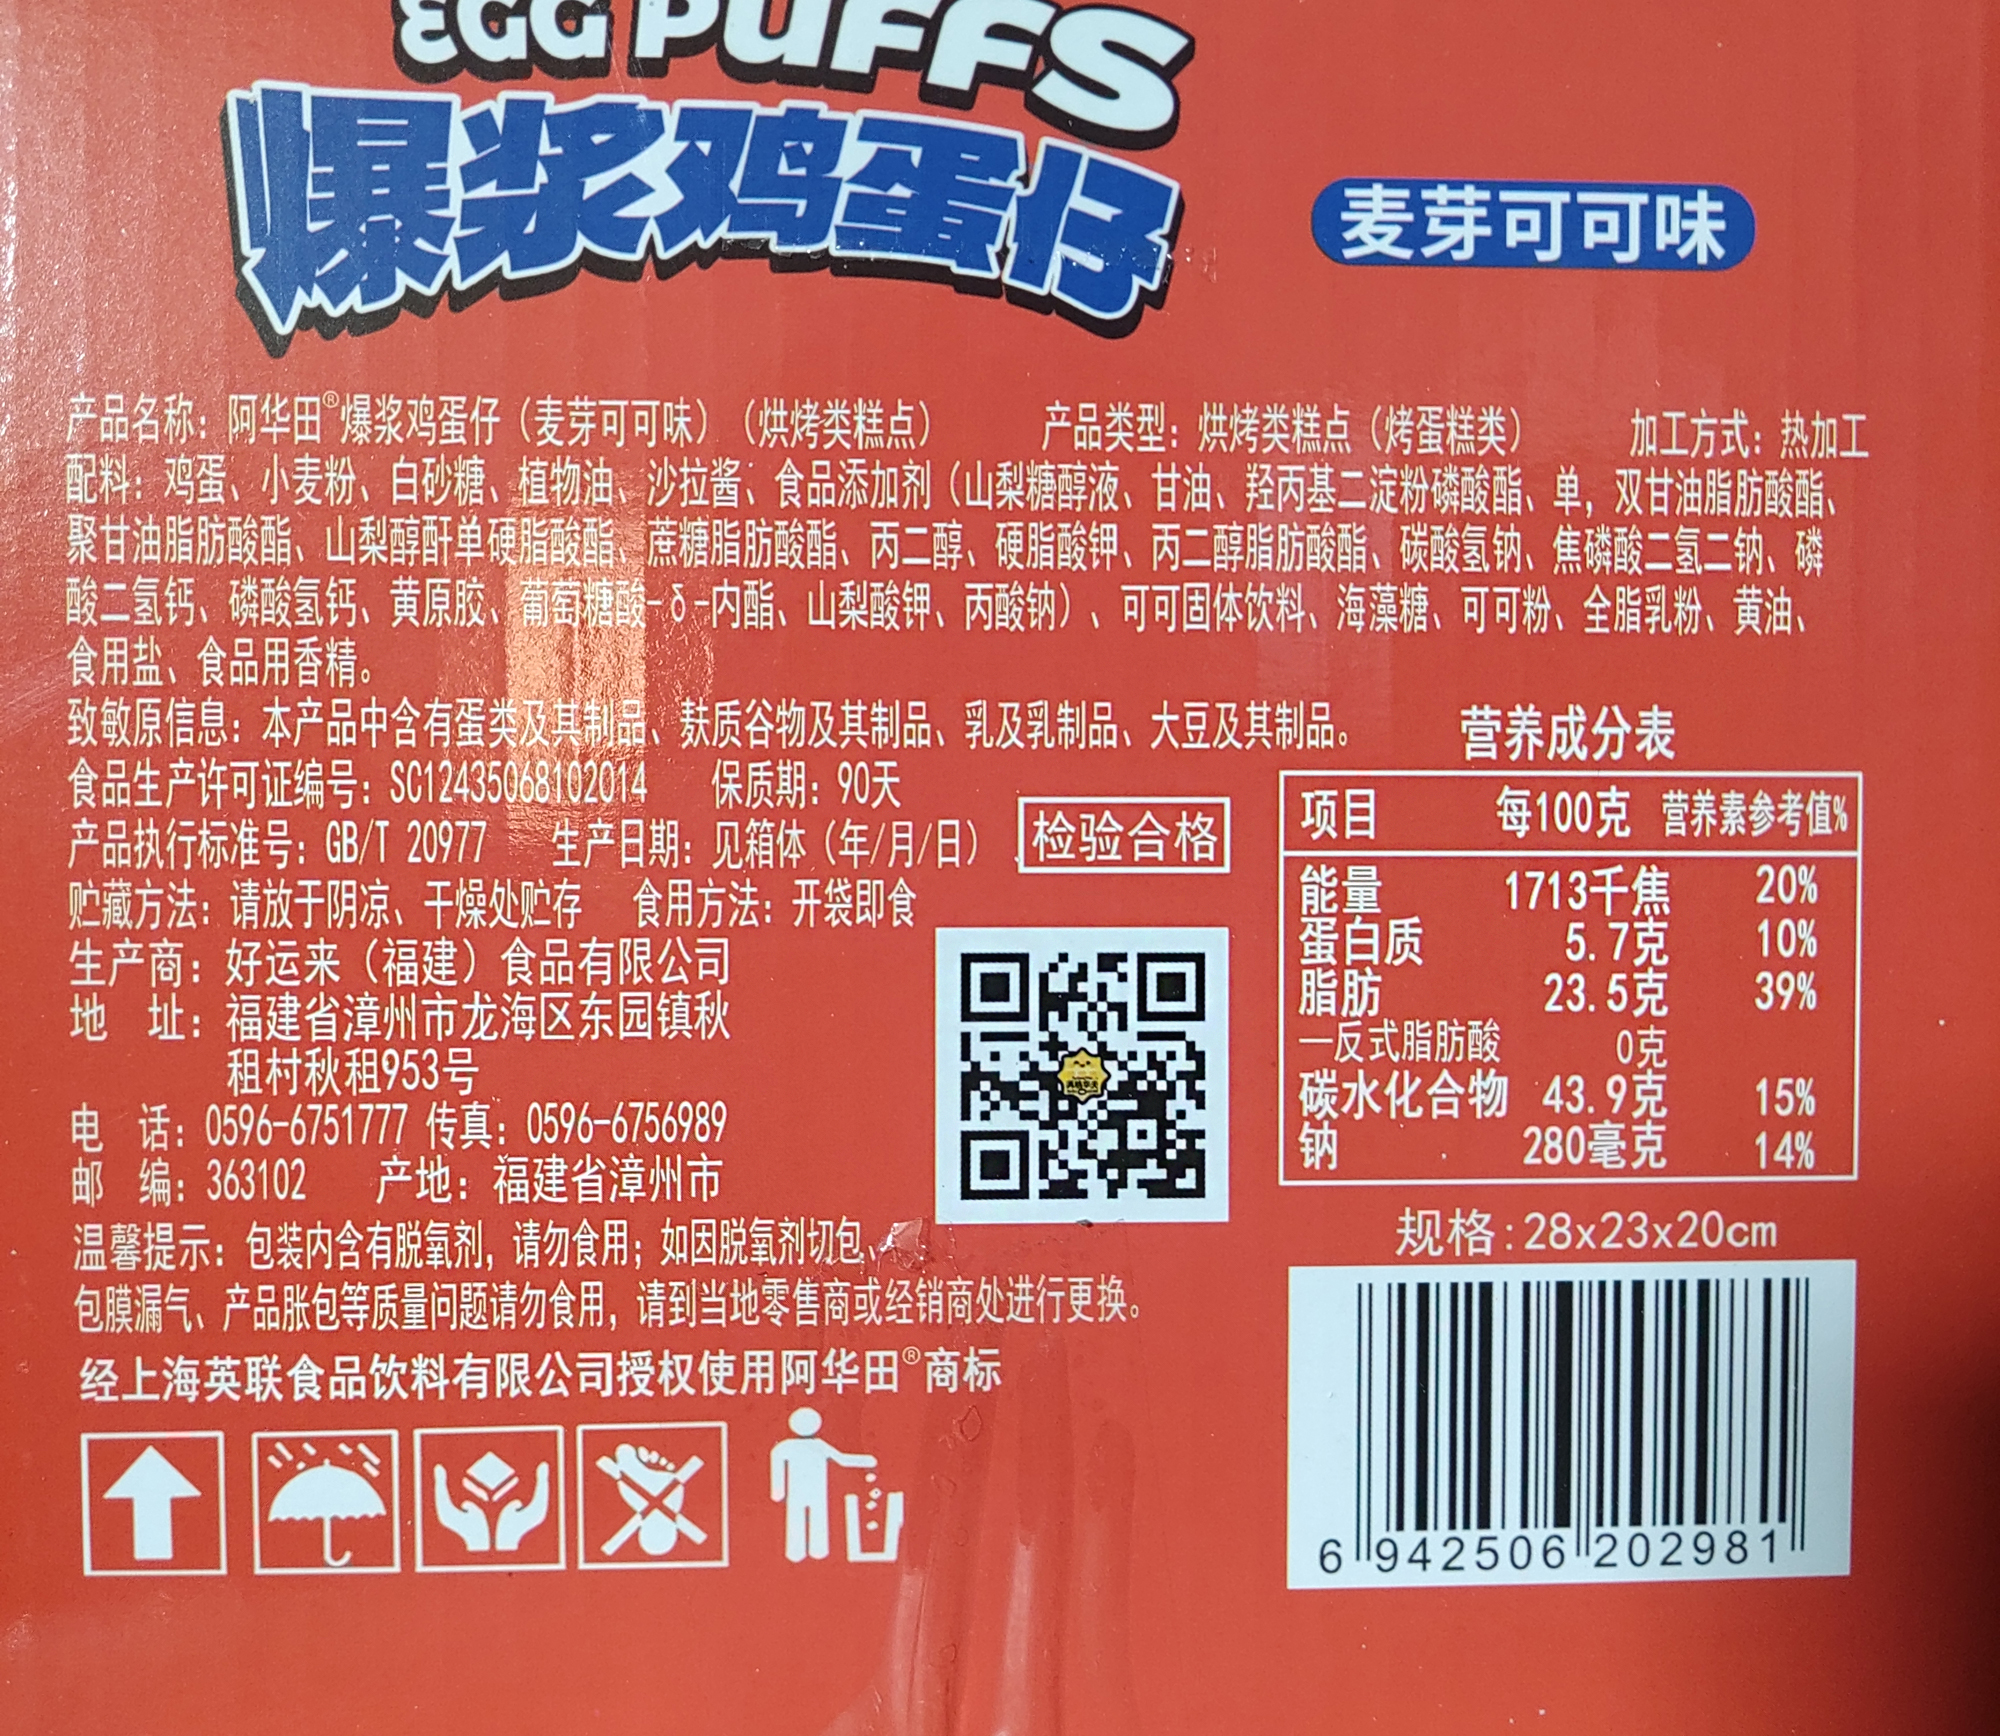 EGG PUFFS
爆浆鸡蛋仔
麦芽可可味
产品名称：阿华田®爆浆鸡蛋仔（麦芽可可味）（烘烤类糕点） 产品类型：烘烤类糕点（烤蛋糕类） 加工方式：热加工
配料：鸡蛋、小麦粉、白砂糖、植物油、沙拉酱、食品添加剂（山梨糖醇液、甘油、羟丙基二淀粉磷酸酯、单，双甘油脂肪酸酯、
聚甘油脂肪酸酯、山梨醇酐单硬脂酸酯、蔗糖脂肪酸酯、丙二醇、硬脂酸钾、丙二醇脂肪酸酯、碳酸氢钠、焦磷酸二氢二钠、磷
酸二氢钙、磷酸氢钙、黄原胶、葡萄糖酸-δ-内酯、山梨酸钾、丙酸钠）、可可固体饮料、海藻糖、可可粉、全脂乳粉、黄油、
食用盐、食品用香精。
致敏原信息：本产品中含有蛋类及其制品、麸质谷物及其制品、乳及乳制品、大豆及其制品。
食品生产许可证编号：SC12435068102014 保质期：90天
产品执行标准号：GB/T 20977 生产日期：见箱体（年/月/日）
检验合格
贮藏方法：请放于阴凉、干燥处贮存 食用方法：开袋即食
生产商：好运来（福建）食品有限公司
地 址：福建省漳州市龙海区东园镇秋
租村秋租953号
电 话：0596-6751777 传真：0596-6756989
邮 编：363102 产地：福建省漳州市
温馨提示：包装内含有脱氧剂，请勿食用；如因脱氧剂切包、
包膜漏气、产品胀包等质量问题请勿食用，请到当地零售商或经销商处进行更换。
经上海英联食品饮料有限公司授权使用阿华田®商标
营养成分表
项目 每100克 营养素参考值%
能量 1713千焦 20%
蛋白质 5.7克 10%
脂肪 23.5克 39%
—反式脂肪酸 0克
碳水化合物 43.9克 15%
钠 280毫克 14%
规格:28x23x20cm
6 942506 202981